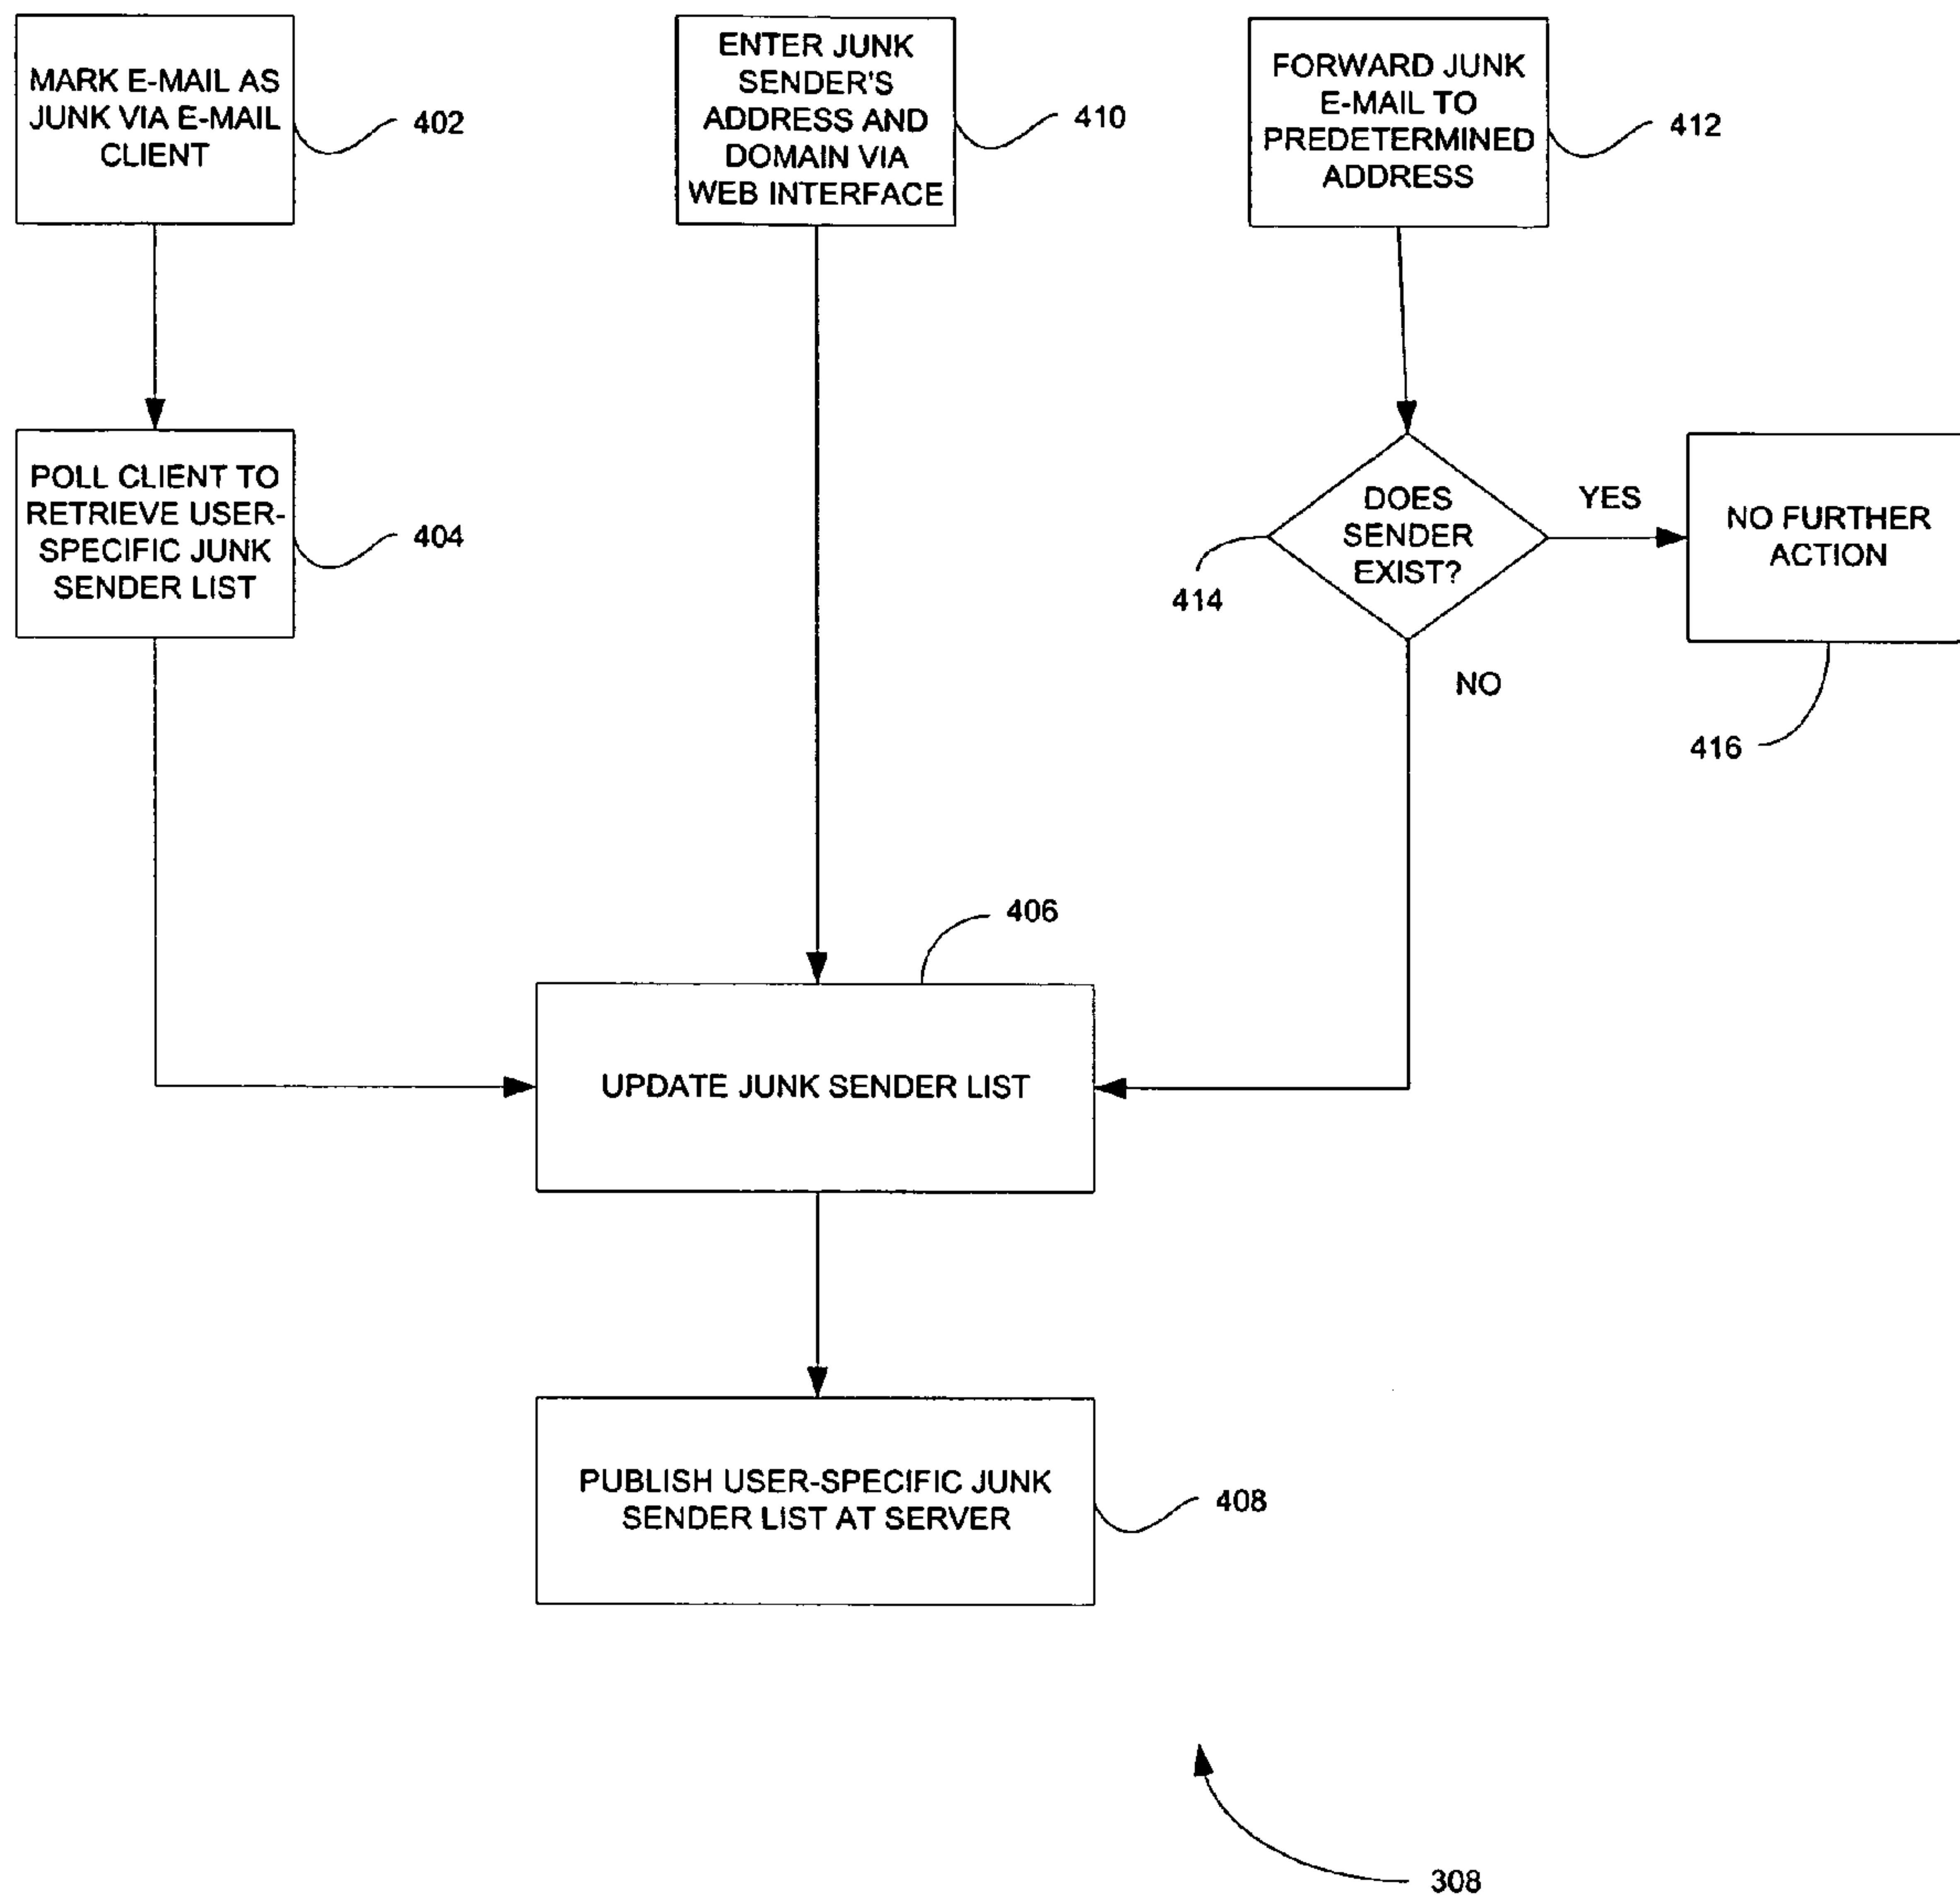 MARK E-MAIL AS
JUNK VIA E-MAIL
CLIENT
402
ENTER JUNK
SENDER'S
ADDRESS AND
DOMAIN VIA
WEB INTERFACE
410
FORWARD JUNK
E-MAIL TO
PREDETERMINED
ADDRESS
412
POLL CLIENT TO
RETRIEVE USER-
SPECIFIC JUNK
SENDER LIST
404
DOES
SENDER
EXIST?
414
YES
NO FURTHER
ACTION
416
NO
406
UPDATE JUNK SENDER LIST
PUBLISH USER-SPECIFIC JUNK
SENDER LIST AT SERVER
408
308